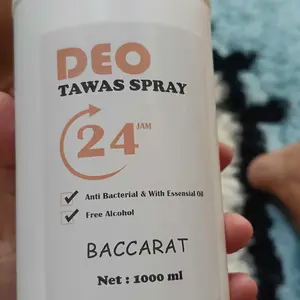 DEO
TAWAS SPRAY
24 JAM
Anti Bacterial & With Essensial Oil
Free Alcohol
BACCARAT
Net : 1000 ml